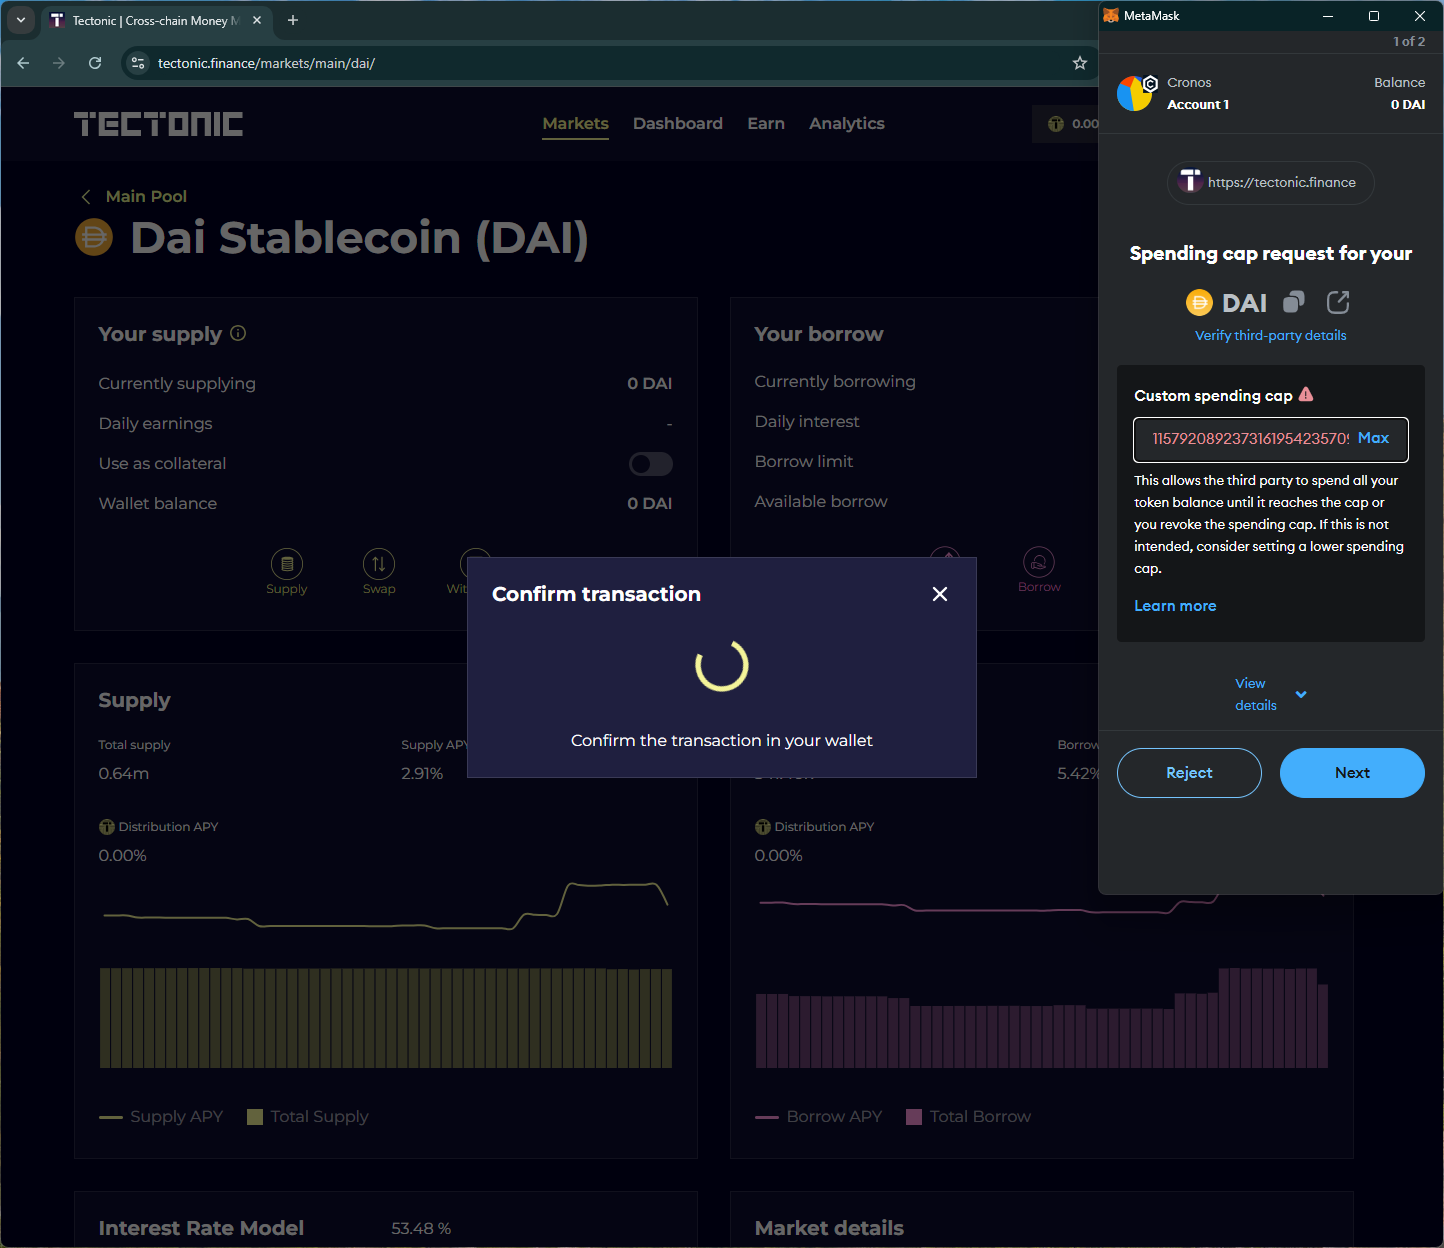 Tectonic | Cross-chain Money M
tectonic.finance/markets/main/dai/
TECTONIC
Markets
Dashboard
Earn
Analytics
0.00
Main Pool
Dai Stablecoin (DAI)
Your supply
Currently supplying
0 DAI
Daily earnings
-
Use as collateral
Wallet balance
0 DAI
Supply
Swap
Your borrow
Currently borrowing
Daily interest
Borrow limit
Available borrow
Borrow
Confirm transaction
Confirm the transaction in your wallet
Supply
Total supply
Supply APY
0.64m
2.91%
Distribution APY
0.00%
Supply APY
Total Supply
Borrow
5.42%
Distribution APY
0.00%
Borrow APY
Total Borrow
Interest Rate Model
53.48 %
Market details
MetaMask
1 of 2
Cronos
Balance
Account 1
0 DAI
https://tectonic.finance
Spending cap request for your
DAI
Verify third-party details
Custom spending cap
115792089237316195423570
Max
This allows the third party to spend all your
token balance until it reaches the cap or
you revoke the spending cap. If this is not
intended, consider setting a lower spending
cap.
Learn more
View
details
Reject
Next